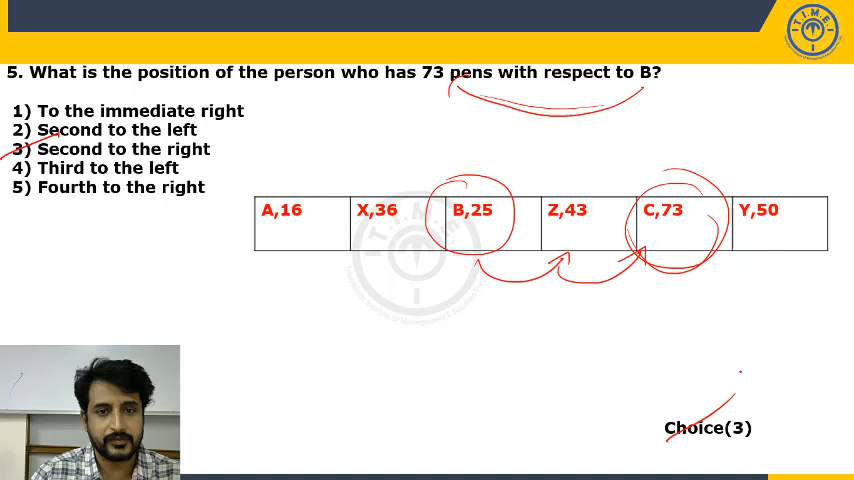 T.I.M.E.
5. What is the position of the person who has 73 pens with respect to B?
1) To the immediate right
2) Second to the left
3) Second to the right
4) Third to the left
5) Fourth to the right
A,16 X,36 B,25 Z,43 C,73 Y,50
T.I.M.E.
Choice(3)